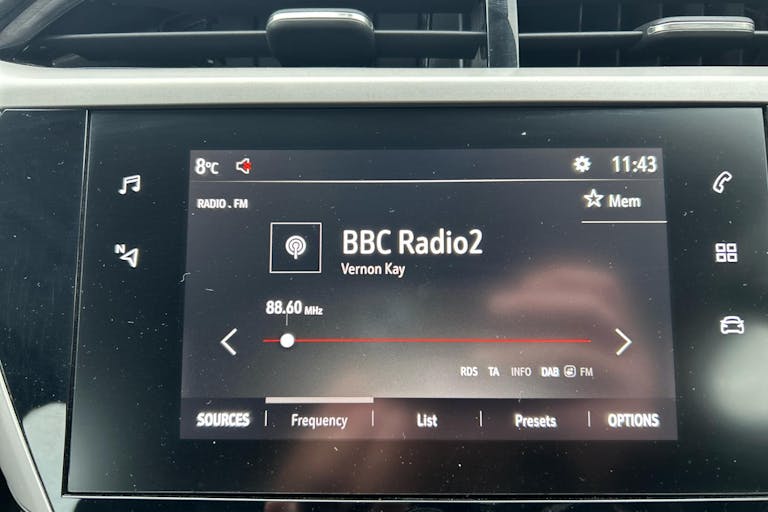 8°C 11:43
RADIO . FM
Mem
BBC Radio2
Vernon Kay
88.60 MHz
RDS TA INFO DAB FM
SOURCES Frequency List Presets OPTIONS
N